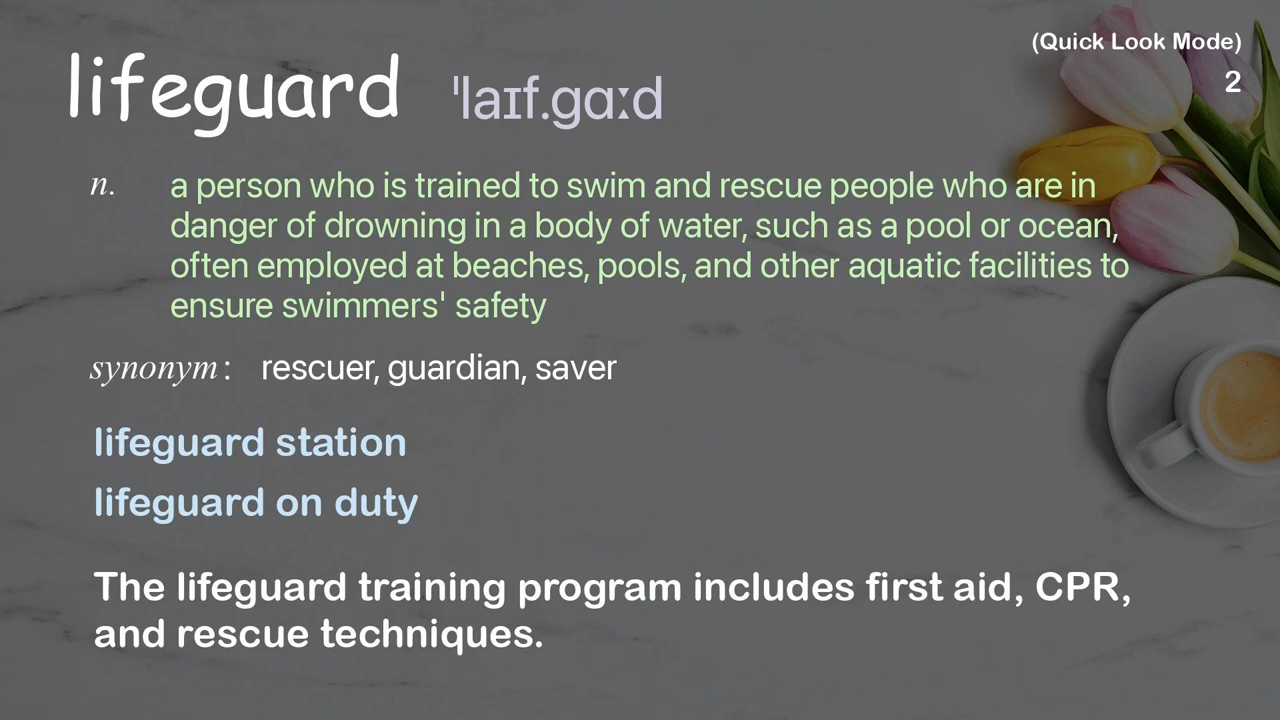 (Quick Look Mode)
2
lifeguard ˈlaɪf.gɑːd
n. a person who is trained to swim and rescue people who are in
danger of drowning in a body of water, such as a pool or ocean,
often employed at beaches, pools, and other aquatic facilities to
ensure swimmers' safety
synonym : rescuer, guardian, saver
lifeguard station
lifeguard on duty
The lifeguard training program includes first aid, CPR,
and rescue techniques.